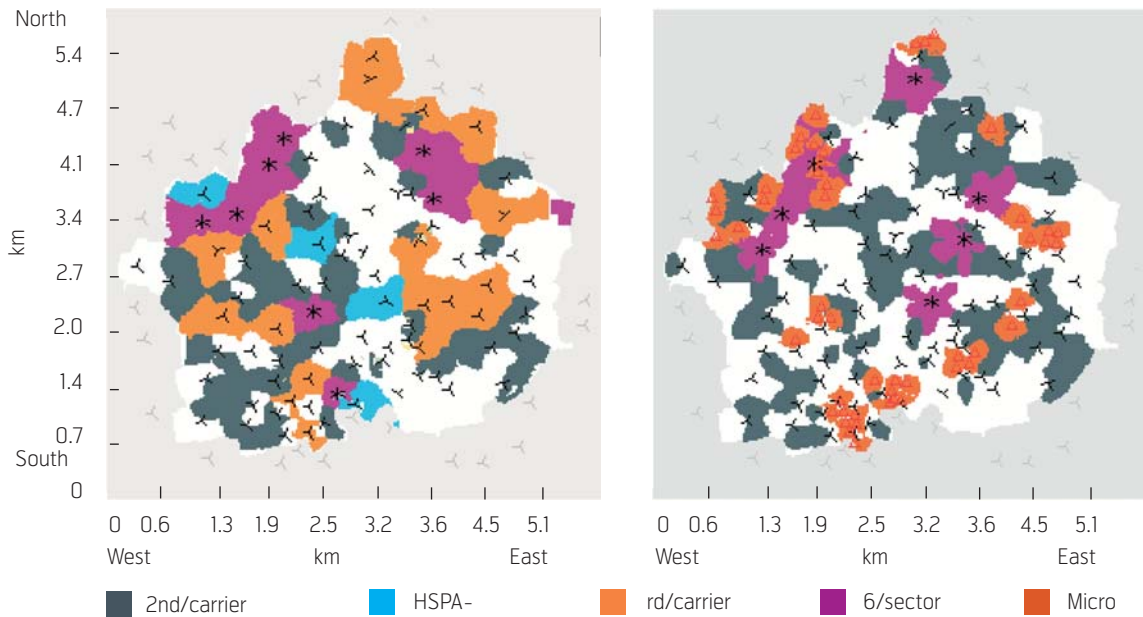 North
5.4
4.7
4.1
3.4
km
2.7
2.0
1.4
0.7
South
0
0 0.6 1.3 1.9 2.5 3.2 3.6 4.5 5.1
West km East
0 0.6 1.3 1.9 2.5 3.2 3.6 4.5 5.1
West km East
2nd/carrier HSPA- rd/carrier 6/sector Micro